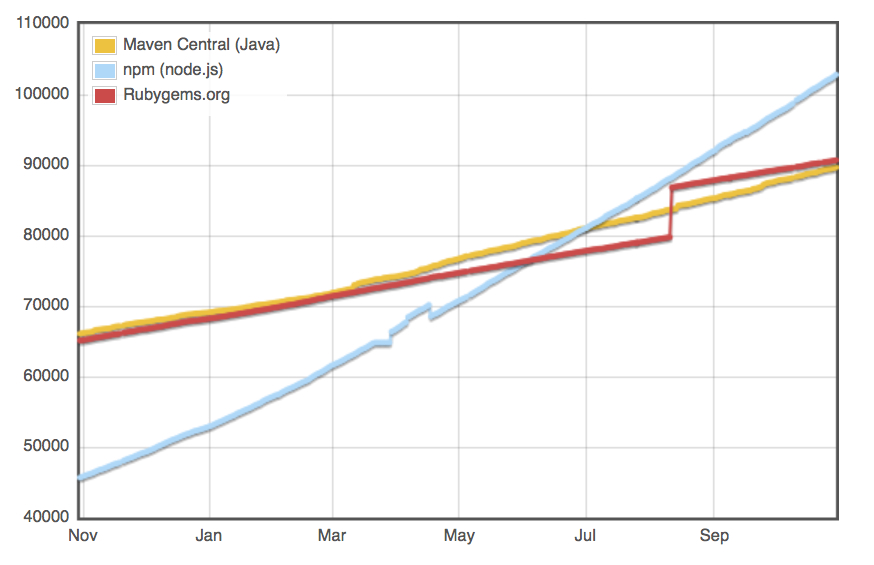 110000
Maven Central (Java)
npm (node.js)
100000
Rubygems.org
90000
80000
70000
60000
50000
40000
Nov Jan Mar May Jul Sep